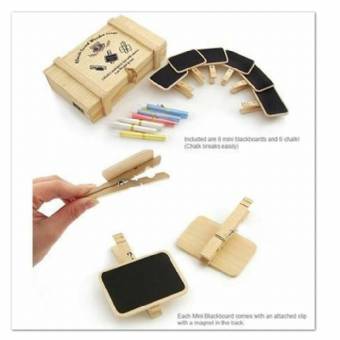 Included are 6 mini blackboards and 6 chalk!
(Chalk breaks easily)
Each Mini Blackboard comes with an attached clip
with a magnet in the back.